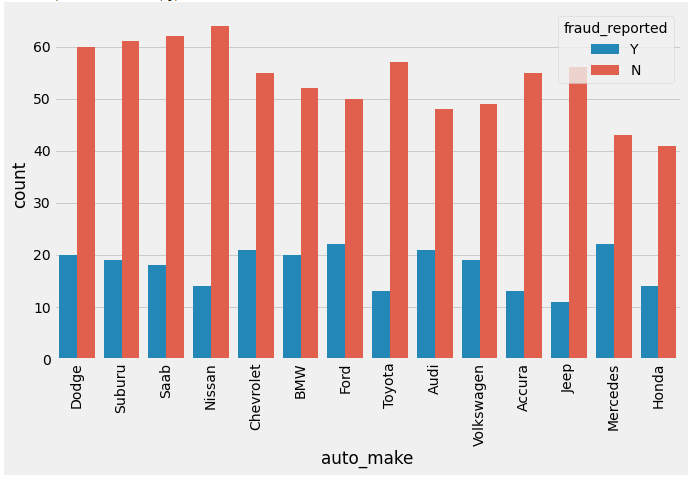 fraud_reported
Y
N
60
50
40
30
20
10
0
count
Dodge
Suburu
Saab
Nissan
Chevrolet
BMW
Ford
Toyota
Audi
Volkswagen
Accura
Jeep
Mercedes
Honda
auto_make